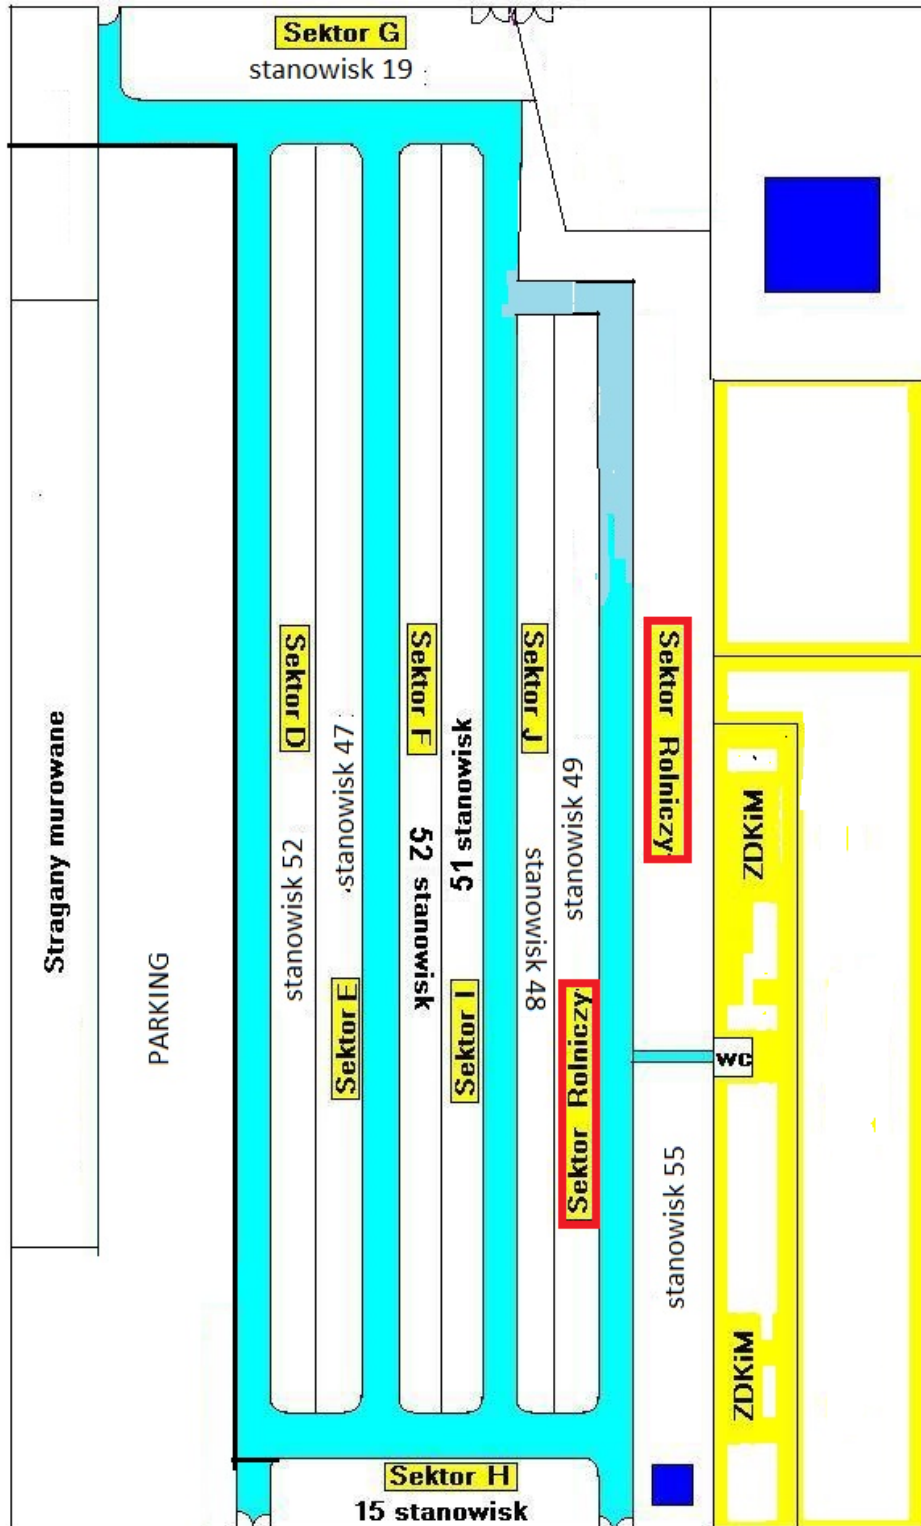 Sektor G
stanowisk 19
Stragany murowane
PARKING
Sektor D
stanowisk 52
stanowisk 47
Sektor E
Sektor F
52 stanowisk
51 stanowisk
Sektor I
Sektor J
stanowisk 48
stanowisk 49
Sektor Rolniczy
Sektor Rolniczy
stanowisk 55
ZDKiM
wc
ZDKiM
Sektor H
15 stanowisk